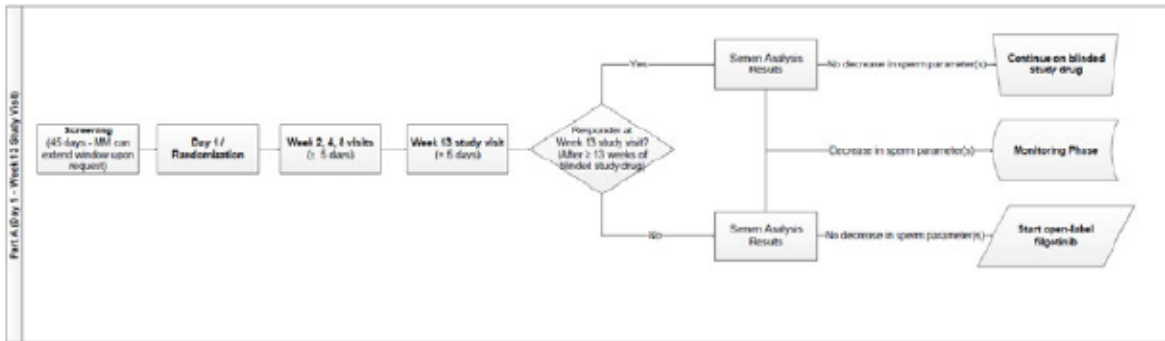 Part A (Day 1 - Week 13 Study Visit)
Screening
(45 days - MM can
extend window upon
request)
Day 1 /
Randomization
Week 2, 4, visits
5 days)
Week 13 study visit
5 days)
Responder at
Week 13 study visit?
(After ≥ 13 weeks of
blinded study drug)
Yes
No
Semen Analysis
Results
No decrease in sperm parameter(s)
Continue on blinded
study drug
Decrease in sperm parameter(s)
Monitoring Phase
Semen Analysis
Results
No decrease in sperm parameter(s)
Start open-label
filgotinib